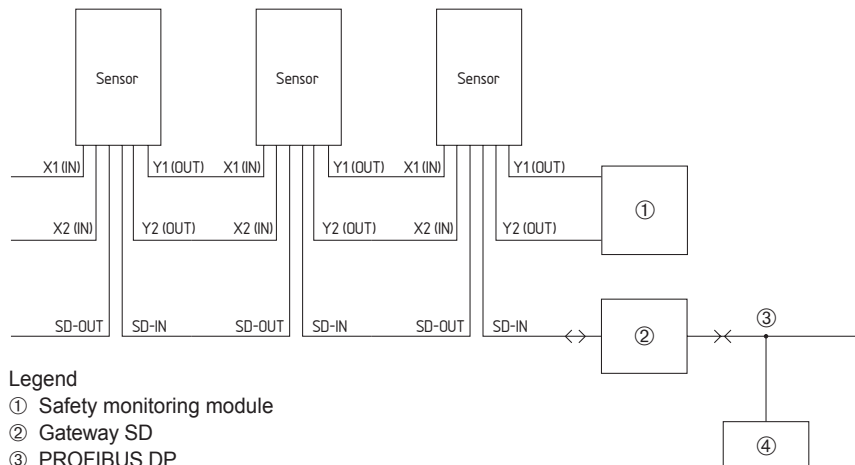 Sensor Sensor Sensor
X1 (IN) Y1 (OUT) X1 (IN) Y1 (OUT) X1 (IN) Y1 (OUT)
①
X2 (IN) Y2 (OUT) X2 (IN) Y2 (OUT) X2 (IN) Y2 (OUT)
③
SD-OUT SD-IN SD-OUT SD-IN SD-OUT SD-IN
②
Legend
① Safety monitoring module
② Gateway SD
④
③ PROFIBUS DP